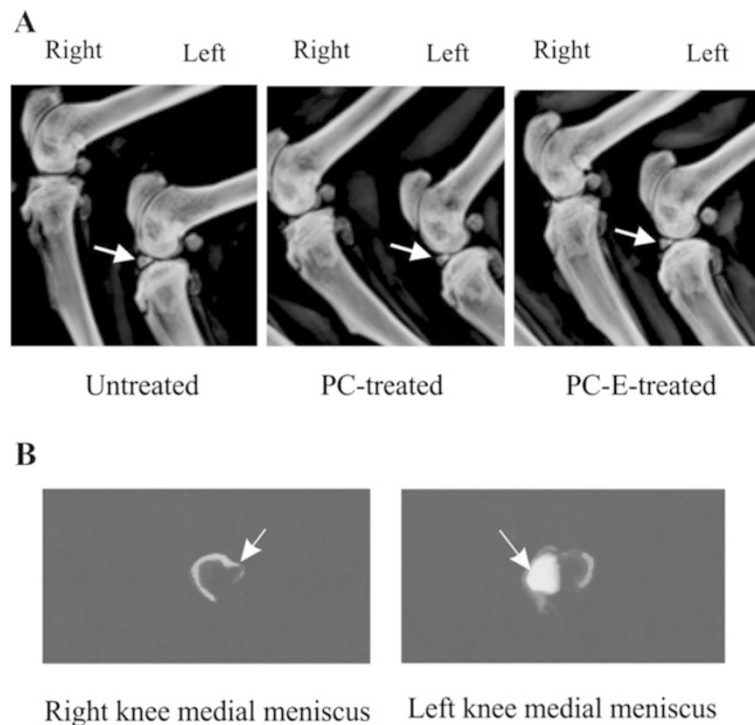 A
Right Left Right Left Right Left
Untreated PC-treated PC-E-treated
B
Right knee medial meniscus Left knee medial meniscus